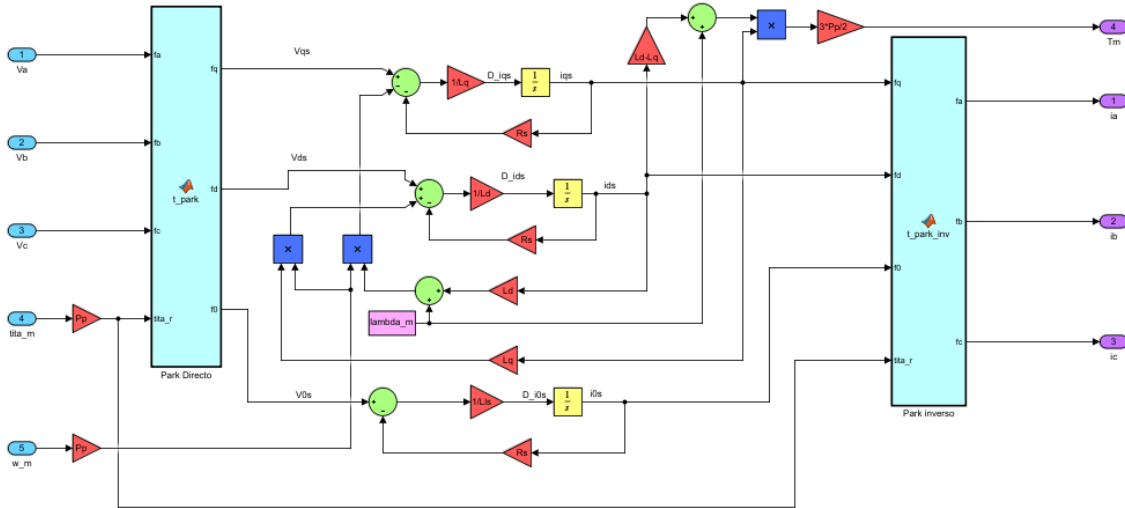 1
Va
2
Vb
3
Vc
4
tita_m
5
w_m
Pp
Pp
fa
fb
fc
tita_r
fq
fd
f0
t_park
Park Directo
Vqs
1/Lq
D_iqs
1
s
iqs
Rs
Vds
1/Ld
D_ids
1
s
ids
Rs
×
×
Ld
lambda_m
Lq
V0s
1/Lls
D_i0s
1
s
i0s
Rs
Ld-Lq
×
3*Pp/2
fq
fd
f0
tita_r
fa
fb
fc
t_park_inv
Park inverso
4
Tm
1
ia
2
ib
3
ic